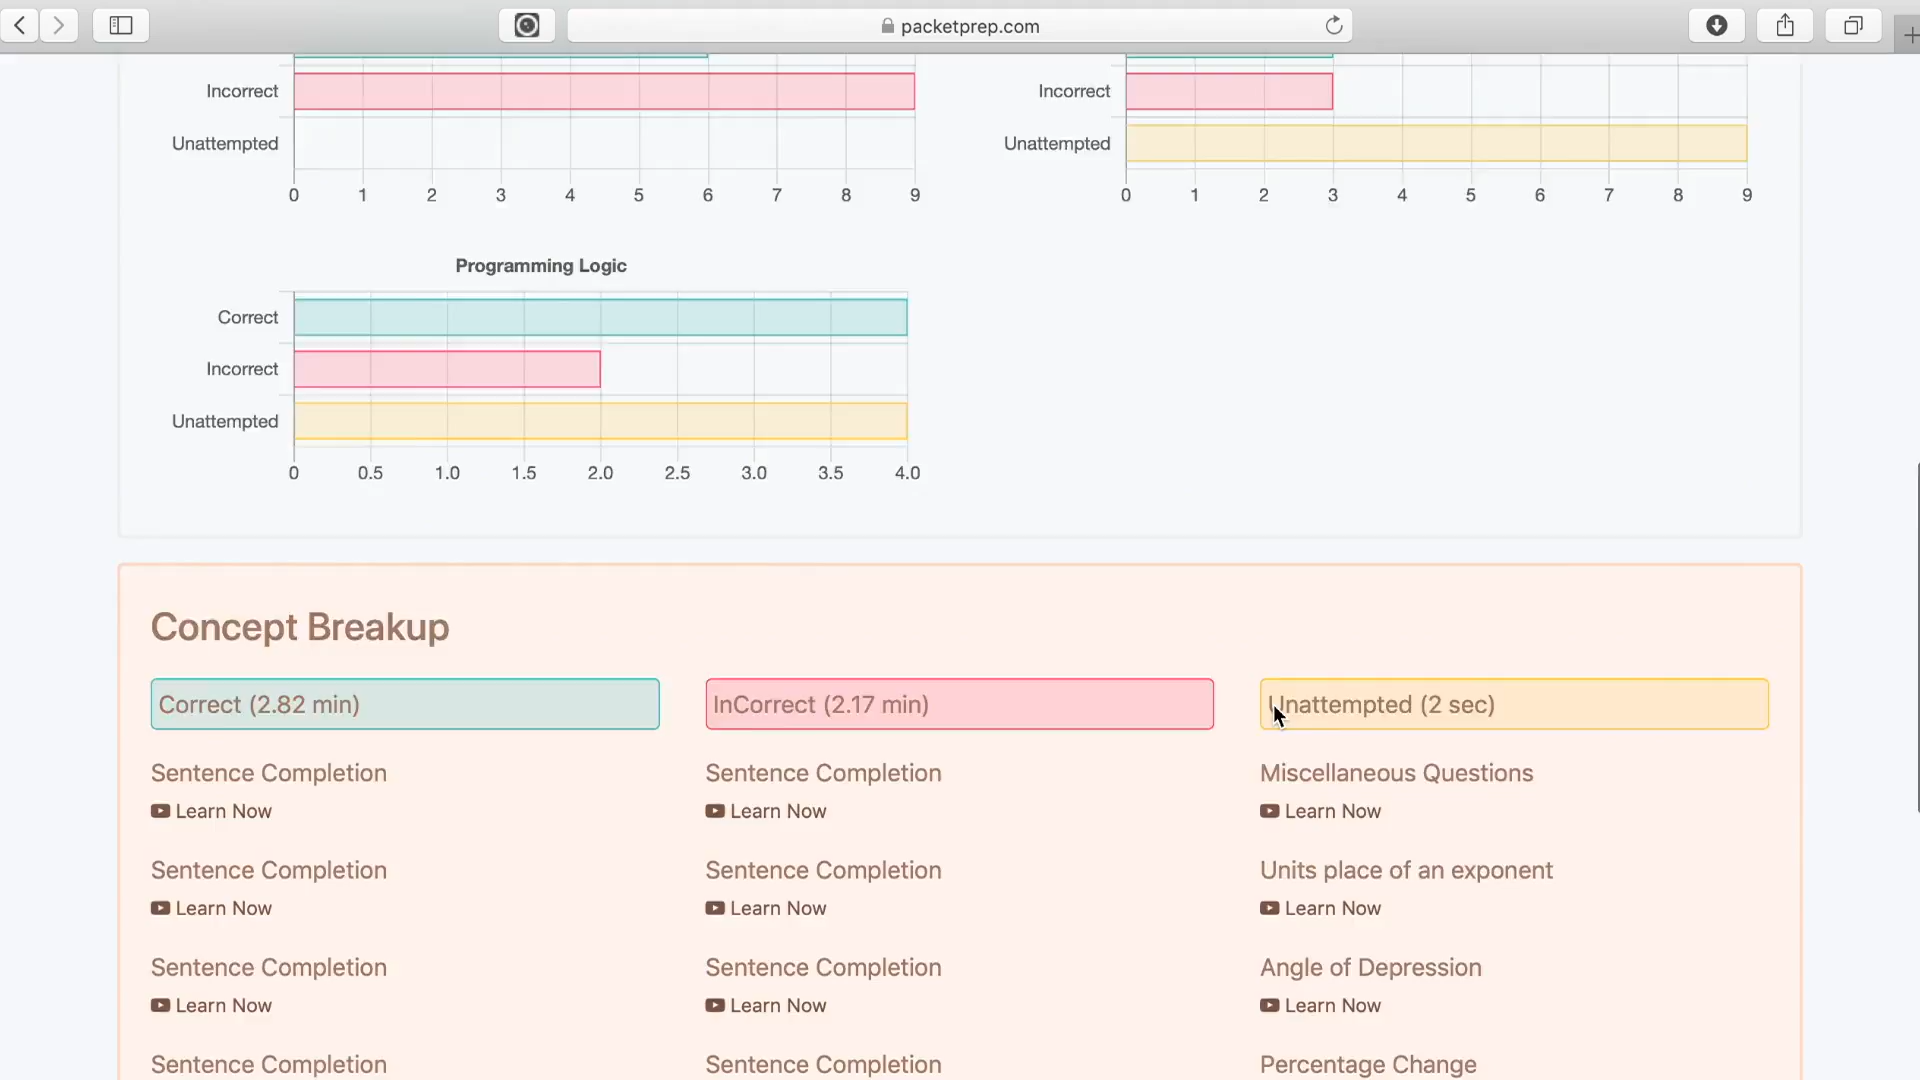 packetprep.com
Incorrect
Unattempted
0 1 2 3 4 5 6 7 8 9
Incorrect
Unattempted
0 1 2 3 4 5 6 7 8 9
Programming Logic
Correct
Incorrect
Unattempted
0 0.5 1.0 1.5 2.0 2.5 3.0 3.5 4.0
Concept Breakup
Correct (2.82 min)
InCorrect (2.17 min)
Unattempted (2 sec)
Sentence Completion
Learn Now
Sentence Completion
Learn Now
Miscellaneous Questions
Learn Now
Sentence Completion
Learn Now
Sentence Completion
Learn Now
Units place of an exponent
Learn Now
Sentence Completion
Learn Now
Sentence Completion
Learn Now
Angle of Depression
Learn Now
Sentence Completion
Sentence Completion
Percentage Change